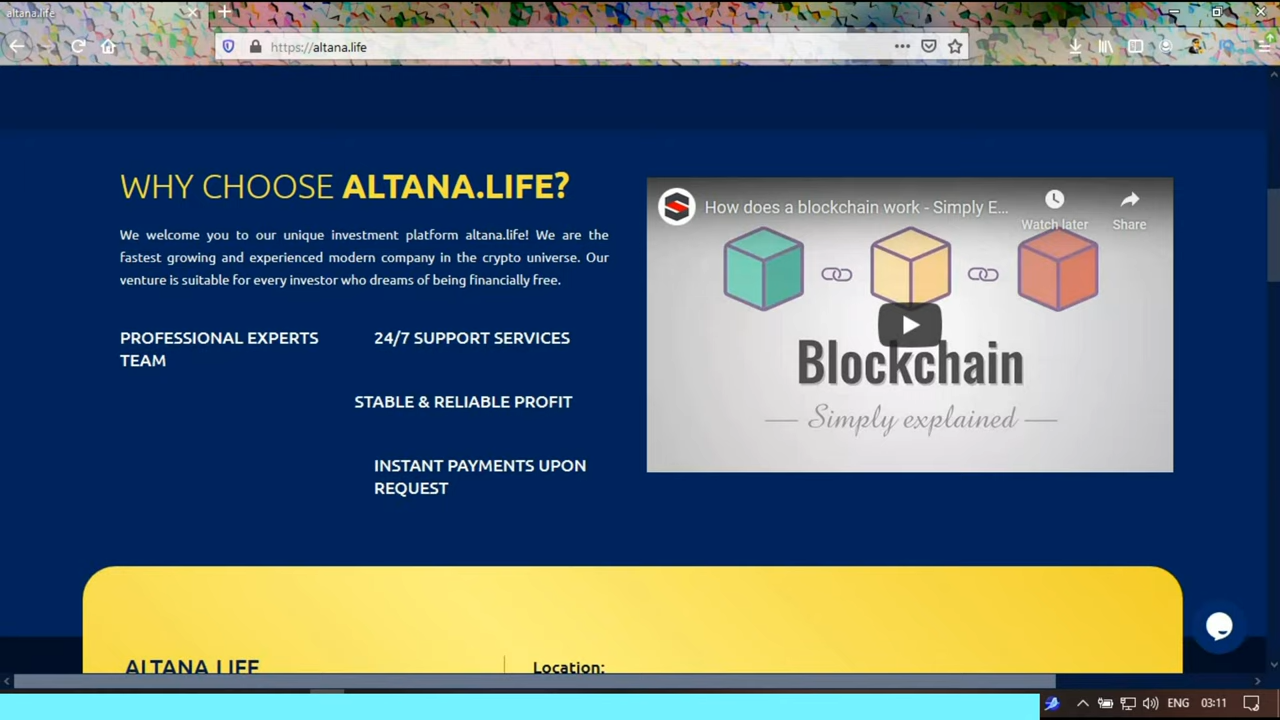 altana.life
https://altana.life
WHY CHOOSE ALTANA.LIFE?
We welcome you to our unique investment platform altana.life! We are the
fastest growing and experienced modern company in the crypto universe. Our
venture is suitable for every investor who dreams of being financially free.
PROFESSIONAL EXPERTS
TEAM
24/7 SUPPORT SERVICES
STABLE & RELIABLE PROFIT
INSTANT PAYMENTS UPON
REQUEST
How does a blockchain work - Simply E...
Watch later
Share
Blockchain
Simply explained
ALTANA LIFE
Location:
ENG
03:11